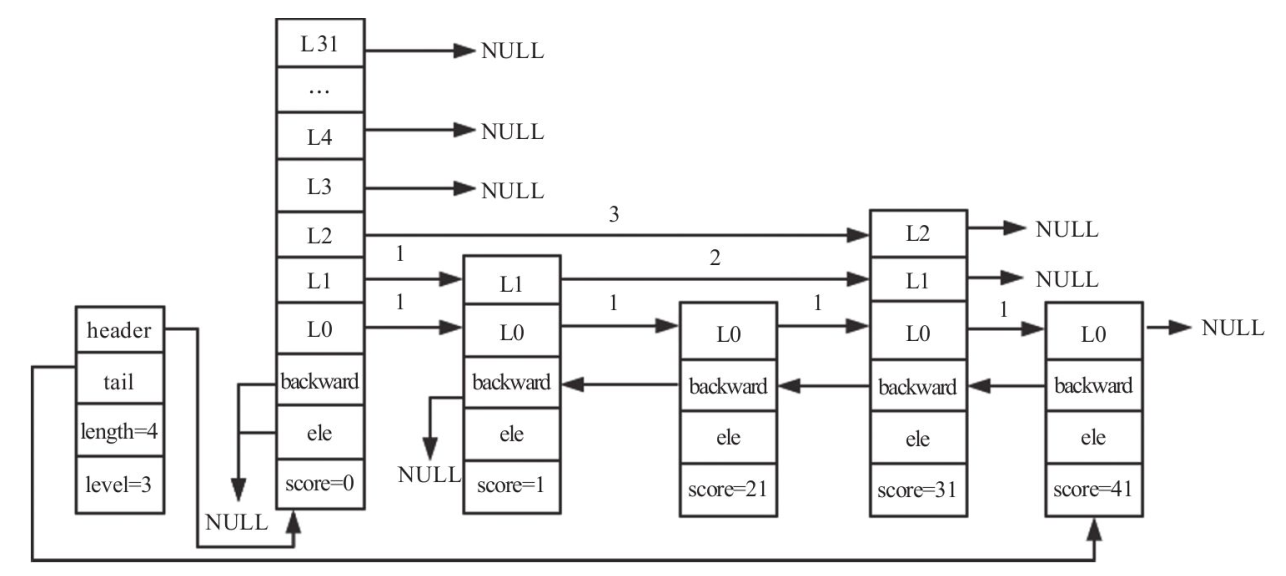 L31
NULL
...
L4
NULL
L3
NULL
3
L2
L2
NULL
1
2
L1
L1
L1
NULL
1
1
1
1
header
L0
L0
L0
L0
L0
NULL
tail
backward
backward
backward
backward
backward
length=4
ele
ele
ele
ele
ele
level=3
score=0
NULL
score=1
score=21
score=31
score=41
NULL